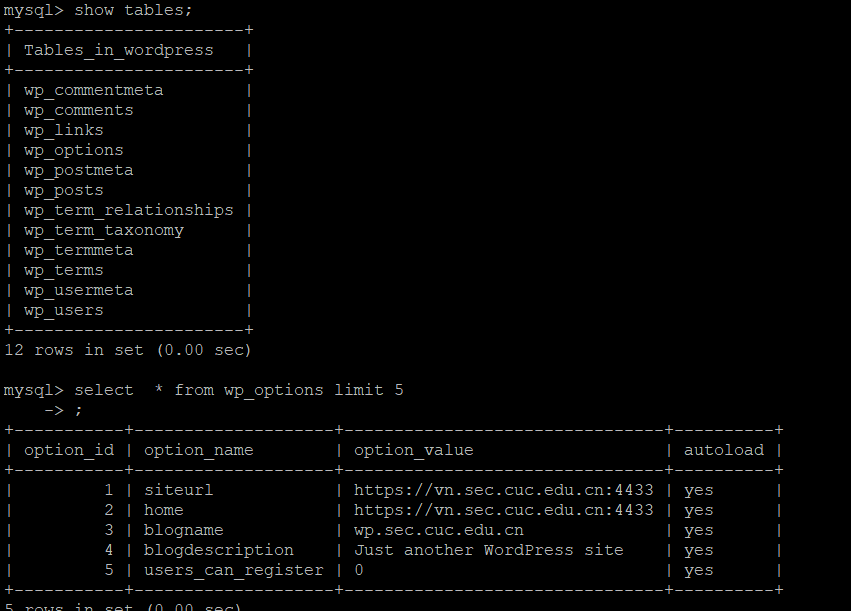 mysql> show tables;
+-----------------------+
| Tables_in_wordpress   |
+-----------------------+
| wp_commentmeta        |
| wp_comments           |
| wp_links              |
| wp_options            |
| wp_postmeta           |
| wp_posts              |
| wp_term_relationships |
| wp_term_taxonomy      |
| wp_termmeta           |
| wp_terms              |
| wp_usermeta           |
| wp_users              |
+-----------------------+
12 rows in set (0.00 sec)

mysql> select  * from wp_options limit 5
    -> ;
+-----------+--------------------+--------------------------------+----------+
| option_id | option_name        | option_value                   | autoload |
+-----------+--------------------+--------------------------------+----------+
|         1 | siteurl            | https://vn.sec.cuc.edu.cn:4433 | yes      |
|         2 | home               | https://vn.sec.cuc.edu.cn:4433 | yes      |
|         3 | blogname           | wp.sec.cuc.edu.cn              | yes      |
|         4 | blogdescription    | Just another WordPress site    | yes      |
|         5 | users_can_register | 0                              | yes      |
+-----------+--------------------+--------------------------------+----------+
5 rows in set (0.00 sec)